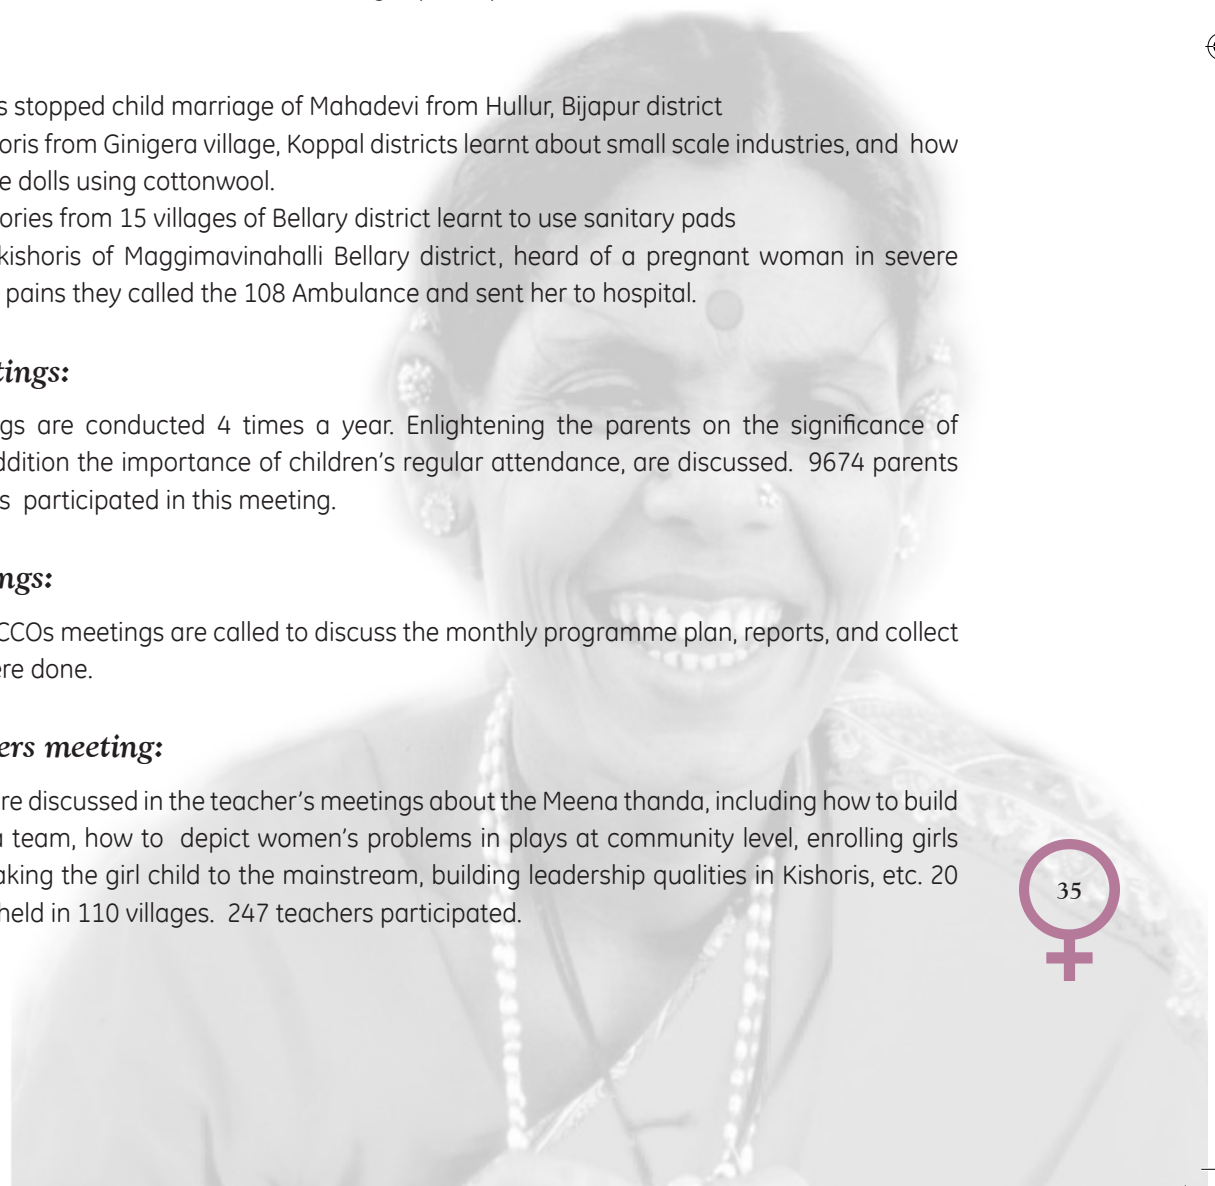 s stopped child marriage of Mahadevi from Hullur, Bijapur district
oris from Ginigera village, Koppal districts learnt about small scale industries, and how
e dolls using cottonwool.
ories from 15 villages of Bellary district learnt to use sanitary pads
kishoris of Maggimavinahalli Bellary district, heard of a pregnant woman in severe
pains they called the 108 Ambulance and sent her to hospital.
tings:
gs are conducted 4 times a year. Enlightening the parents on the significance of
ddition the importance of children’s regular attendance, are discussed. 9674 parents
s participated in this meeting.
ngs:
CCOs meetings are called to discuss the monthly programme plan, reports, and collect
ere done.
ers meeting:
re discussed in the teacher’s meetings about the Meena thanda, including how to build
a team, how to depict women’s problems in plays at community level, enrolling girls
aking the girl child to the mainstream, building leadership qualities in Kishoris, etc. 20
held in 110 villages. 247 teachers participated.
35